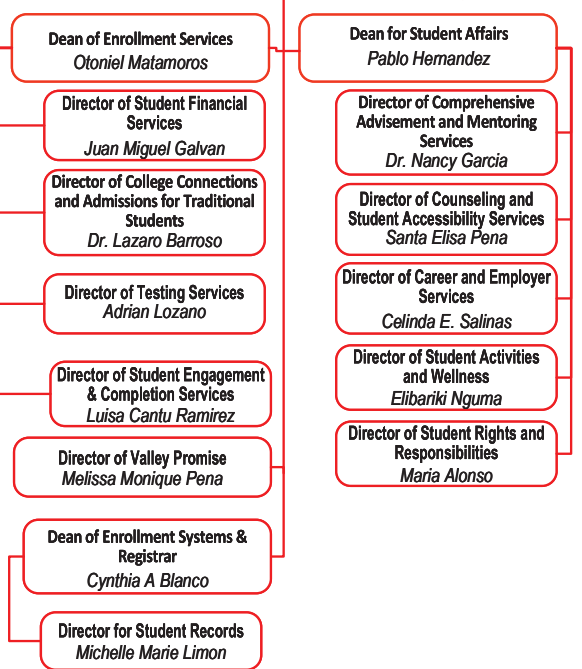 Dean of Enrollment Services
Otoniel Matamoros
Director of Student Financial
Services
Juan Miguel Galvan
Director of College Connections
and Admissions for Traditional
Students
Dr. Lazaro Barroso
Director of Testing Services
Adrian Lozano
Director of Student Engagement
& Completion Services
Luisa Cantu Ramirez
Director of Valley Promise
Melissa Monique Pena
Dean of Enrollment Systems &
Registrar
Cynthia A Blanco
Director for Student Records
Michelle Marie Limon
Dean for Student Affairs
Pablo Hernandez
Director of Comprehensive
Advisement and Mentoring
Services
Dr. Nancy Garcia
Director of Counseling and
Student Accessibility Services
Santa Elisa Pena
Director of Career and Employer
Services
Celinda E. Salinas
Director of Student Activities
and Wellness
Elibariki Nguma
Director of Student Rights and
Responsibilities
Maria Alonso